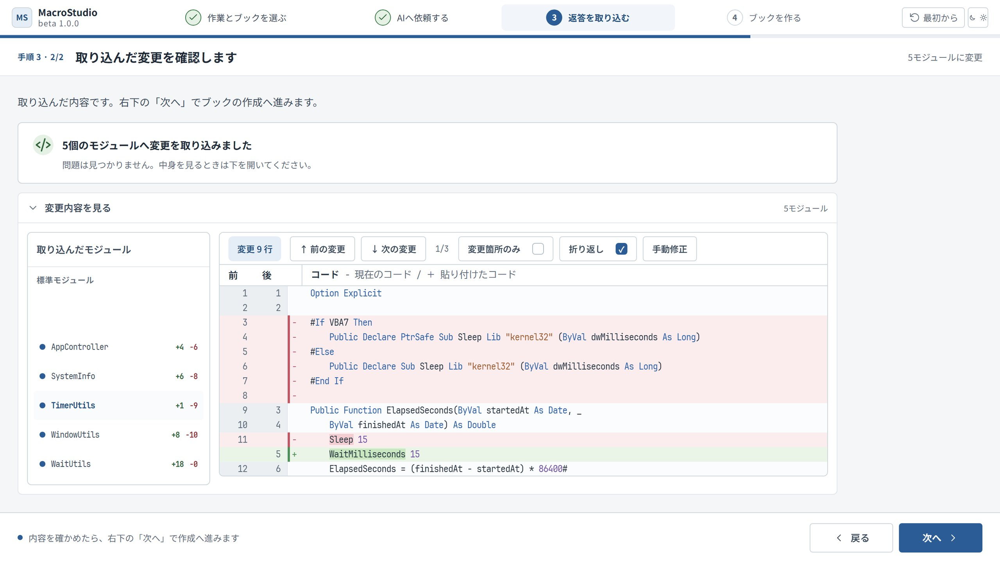 MS MacroStudio
beta 1.0.0
作業とブックを選ぶ
AIへ依頼する
3 返答を取り込む
4 ブックを作る
最初から
手順 3 · 2/2 取り込んだ変更を確認します
5モジュールに変更
取り込んだ内容です。右下の「次へ」でブックの作成へ進みます。
</> 5個のモジュールへ変更を取り込みました
問題は見つかりません。中身を見るときは下を開いてください。
変更内容を見る
5モジュール
取り込んだモジュール
標準モジュール
AppController +4 -6
SystemInfo +6 -8
TimerUtils +1 -9
WindowUtils +8 -10
WaitUtils +18 -0
変更 9 行 ↑ 前の変更 ↓ 次の変更 1/3 変更箇所のみ 折り返し 手動修正
前 後 コード - 現在のコード / + 貼り付けたコード
1 1 Option Explicit
2 2
3 - #If VBA7 Then
4 - Public Declare PtrSafe Sub Sleep Lib "kernel32" (ByVal dwMilliseconds As Long)
5 - #Else
6 - Public Declare Sub Sleep Lib "kernel32" (ByVal dwMilliseconds As Long)
7 - #End If
8 -
9 3 Public Function ElapsedSeconds(ByVal startedAt As Date, _
10 4 ByVal finishedAt As Date) As Double
11 - Sleep 15
5 + WaitMilliseconds 15
12 6 ElapsedSeconds = (finishedAt - startedAt) * 86400#
内容を確かめたら、右下の「次へ」で作成へ進みます
戻る
次へ